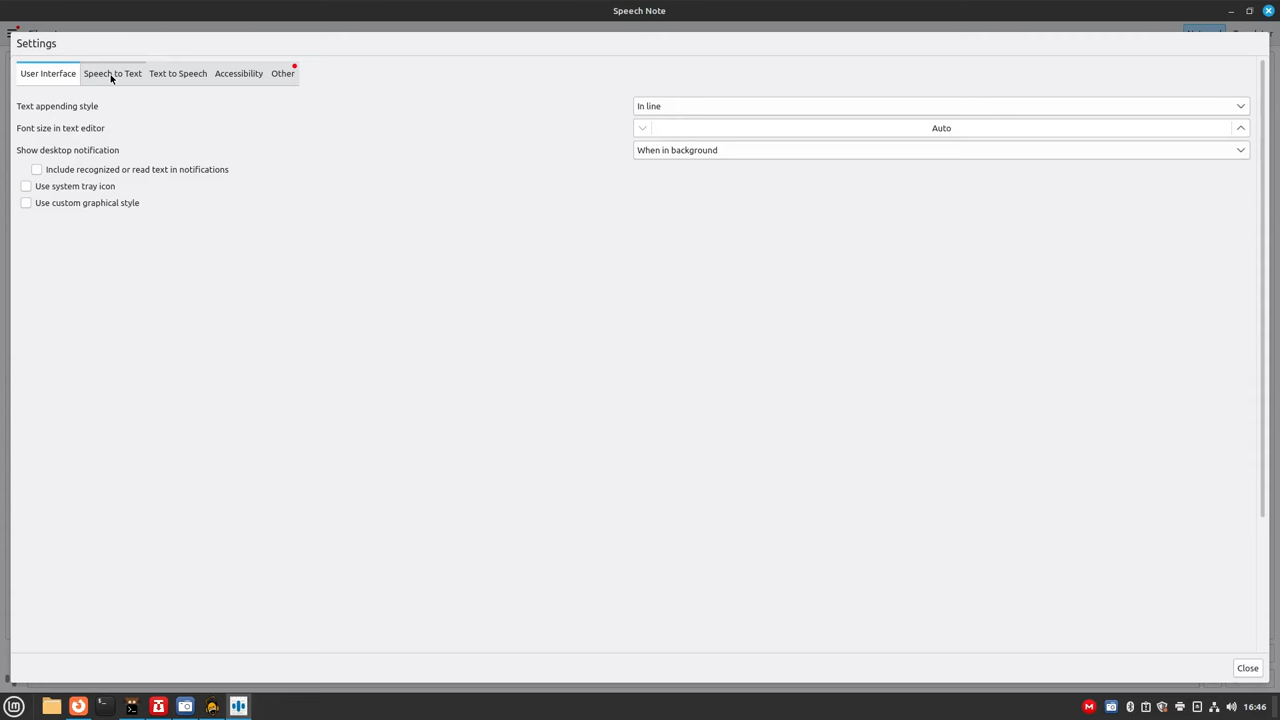 Speech Note
Settings
User Interface Speech to Text Text to Speech Accessibility Other
Text appending style In line
Font size in text editor Auto
Show desktop notification When in background
Include recognized or read text in notifications
Use system tray icon
Use custom graphical style
Close
16:46